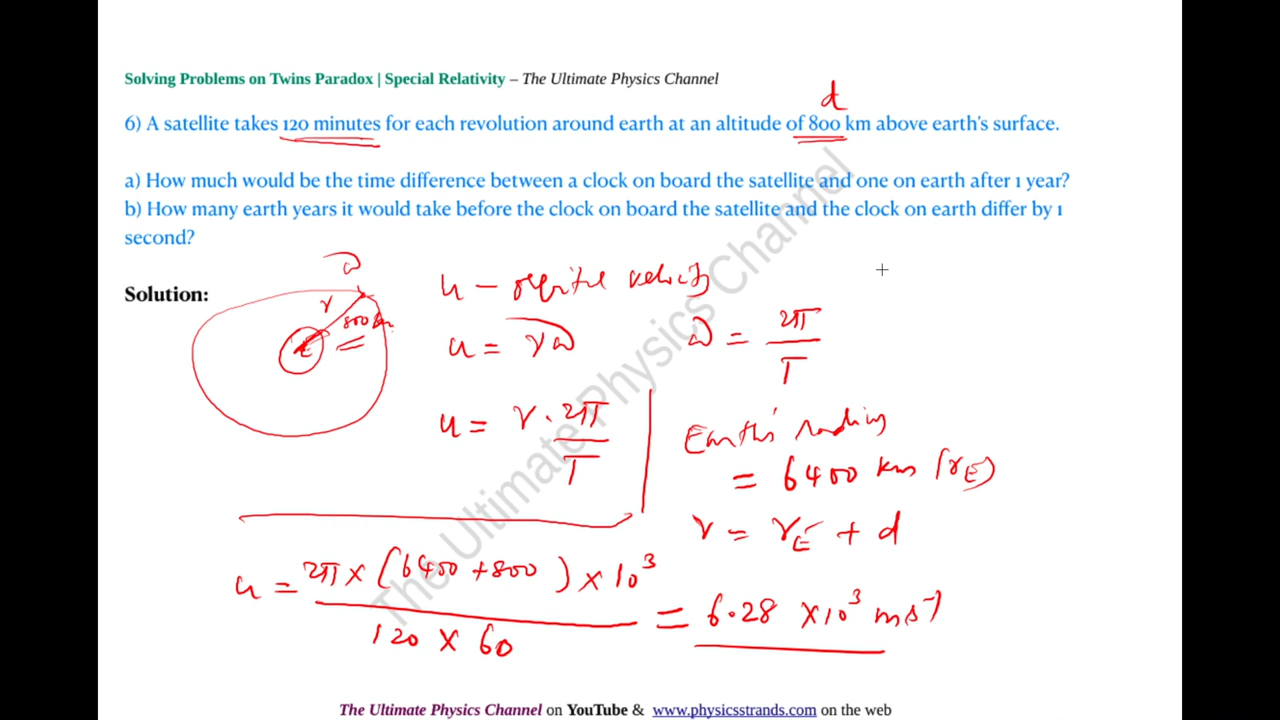 Solving Problems on Twins Paradox | Special Relativity – The Ultimate Physics Channel
d
6) A satellite takes 120 minutes for each revolution around earth at an altitude of 800 km above earth's surface.
a) How much would be the time difference between a clock on board the satellite and one on earth after 1 year?
b) How many earth years it would take before the clock on board the satellite and the clock on earth differ by 1
second?
Solution:
ω
r
800 km
E
u – orbital velocity
u = rω
ω = 2π / T
u = r · 2π / T
Earth's radius
= 6400 km (r_E)
r = r_E + d
u = 2π × (6400 + 800) × 10³ / 120 × 60 = 6.28 × 10³ ms⁻¹
The Ultimate Physics Channel
The Ultimate Physics Channel on YouTube & www.physicsstrands.com on the web